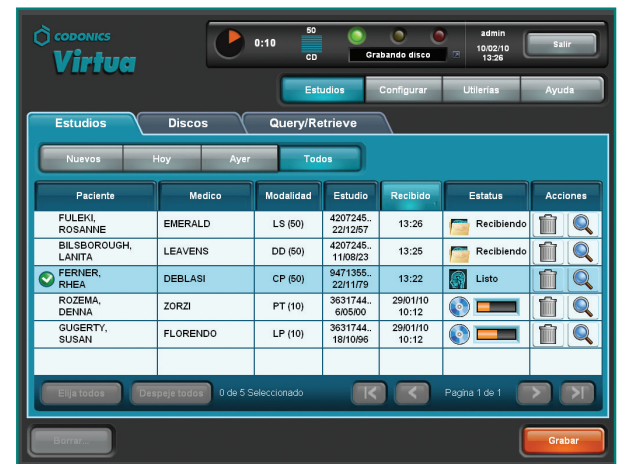 CODONICS
Virtua
0:10
50
CD
Grabando disco
admin
10/02/10
13:26
Salir
Estudios
Configurar
Utilerias
Ayuda
Estudios
Discos
Query/Retrieve
Nuevos
Hoy
Ayer
Todos
Paciente
Medico
Modalidad
Estudio
Recibido
Estatus
Acciones
FULEKI,
ROSANNE
EMERALD
LS (50)
4207245..
22/12/57
13:26
Recibiendo
BILSBOROUGH,
LANITA
LEAVENS
DD (50)
4207245..
11/08/23
13:25
Recibiendo
FERNER,
RHEA
DEBLASI
CP (50)
9471355..
22/11/79
13:22
Listo
ROZEMA,
DENNA
ZORZI
PT (10)
3631744..
6/05/00
29/01/10
10:12
GUGERTY,
SUSAN
FLORENDO
LP (10)
3631744..
18/10/96
29/01/10
10:12
Elija todos
Despeje todos
0 de 5 Seleccionado
Pagina 1 de 1
Borrar...
Grabar